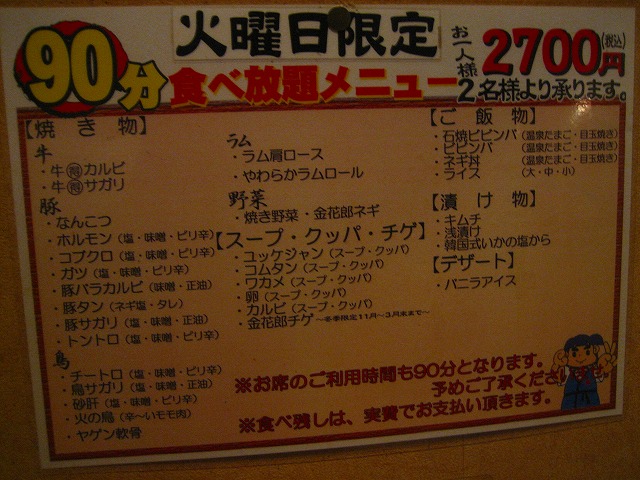 火曜日限定
90分
食べ放題メニュー
お一人様
2700円(税込)
2名様より承ります。
【焼き物】
牛
・牛㊕カルビ
・牛㊕サガリ
豚
・なんこつ
・ホルモン(塩・味噌・ピリ辛)
・コブクロ(塩・味噌・ピリ辛)
・ガツ(塩・味噌・ピリ辛)
・豚バラカルビ(味噌・正油)
・豚タン(ネギ塩・タレ)
・豚サガリ(塩・味噌・正油)
・トントロ(塩・味噌・ピリ辛)
鳥
・チートロ(塩・味噌・ピリ辛)
・鳥サガリ(塩・味噌・正油)
・砂肝(塩・味噌・ピリ辛)
・火の鳥(辛〜いモモ肉)
・ヤゲン軟骨
ラム
・ラム肩ロース
・やわらかラムロール
野菜
・焼き野菜・金花郎ネギ
【スープ・クッパ・チゲ】
・ユッケジャン(スープ・クッパ)
・コムタン(スープ・クッパ)
・ワカメ(スープ・クッパ)
・卵(スープ・クッパ)
・カルビ(スープ・クッパ)
・金花郎チゲ〜冬季限定11月〜3月末まで〜
【ご飯物】
・石焼ビビンバ(温泉たまご・目玉焼き)
・ビビンバ(温泉たまご・目玉焼き)
・ネギ丼(温泉たまご・目玉焼き)
・ライス(大・中・小)
【漬け物】
・キムチ
・浅漬け
・韓国式いかの塩から
【デザート】
・バニラアイス
※お席のご利用時間も90分となります。
予めご了承ください
※食べ残しは、実費でお支払い頂きます。